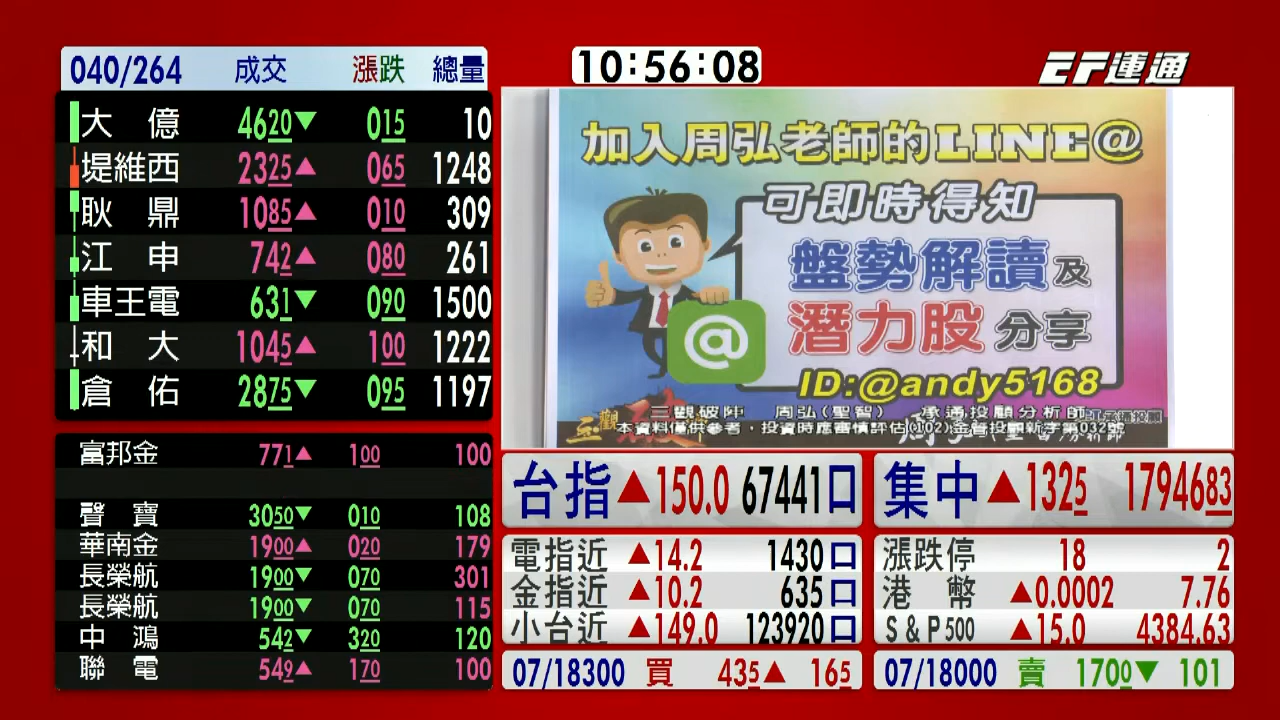 10:56:08
EF運通
040/264 成交 漲跌 總量
大億 4620▼ 015 10
堤維西 2325▲ 065 1248
耿鼎 1085▲ 010 309
江申 742▲ 080 261
車王電 631▼ 090 1500
和大 1045▲ 100 1222
倉佑 2875▼ 095 1197
富邦金 771▲ 100 100
聲寶 3050▼ 010 108
華南金 1900▲ 020 179
長榮航 1900▼ 070 301
長榮航 1900▼ 070 115
中鴻 542▼ 320 120
聯電 549▲ 170 100
加入周弘老師的LINE@
可即時得知
盤勢解讀及
潛力股分享
@
ID:@andy5168
三觀破陣 周弘(聖智) 承通投顧分析師
本資料僅供參考，投資時應審慎評估(102)金管投顧新字第032號
台指▲150.0 67441口
集中▲1325 1794683
電指近 ▲14.2 1430口
金指近 ▲10.2 635口
小台近 ▲149.0 123920口
漲跌停 18 2
港幣 ▲0.0002 7.76
S&P500 ▲15.0 4384.63
07/18300 買 435▲ 165
07/18000 賣 1700▼ 101